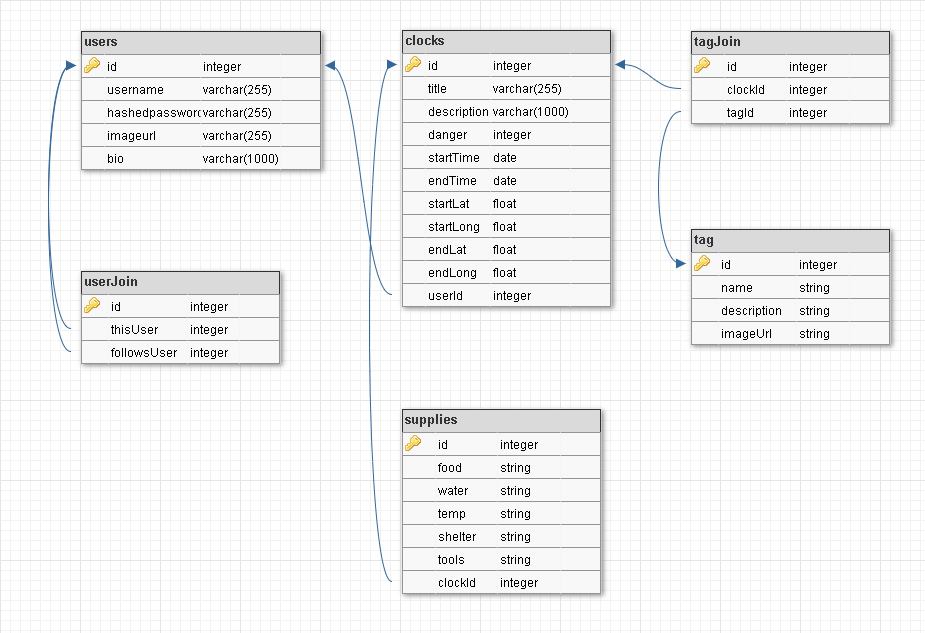 users
id integer
username varchar(255)
hashedpassword varchar(255)
imageurl varchar(255)
bio varchar(1000)
clocks
id integer
title varchar(255)
description varchar(1000)
danger integer
startTime date
endTime date
startLat float
startLong float
endLat float
endLong float
userId integer
tagJoin
id integer
clockId integer
tagId integer
tag
id integer
name string
description string
imageUrl string
userJoin
id integer
thisUser integer
followsUser integer
supplies
id integer
food string
water string
temp string
shelter string
tools string
clockId integer